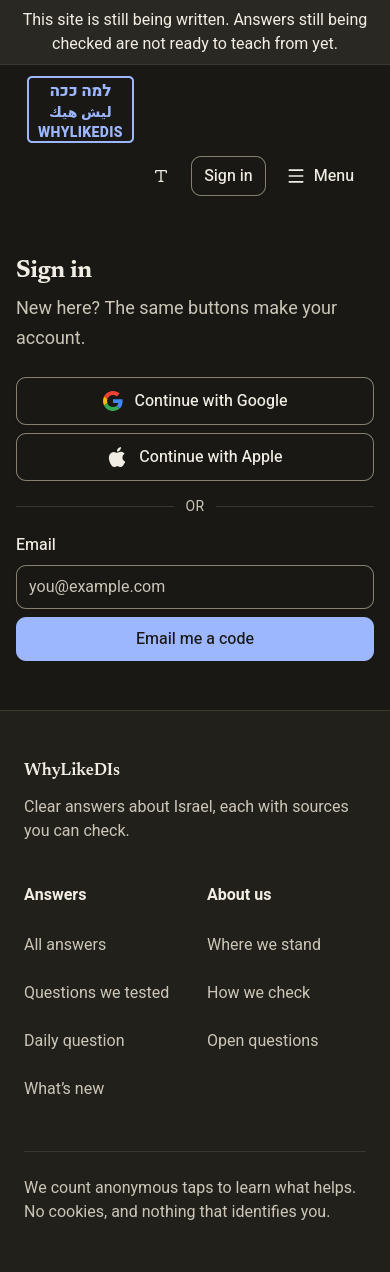 This site is still being written. Answers still being
checked are not ready to teach from yet.
למה ככה
ليش هيك
WHYLIKEDIS
T
Sign in
Menu
Sign in
New here? The same buttons make your
account.
Continue with Google
Continue with Apple
OR
Email
you@example.com
Email me a code
WhyLikeDIs
Clear answers about Israel, each with sources
you can check.
Answers
About us
All answers
Where we stand
Questions we tested
How we check
Daily question
Open questions
What’s new
We count anonymous taps to learn what helps.
No cookies, and nothing that identifies you.